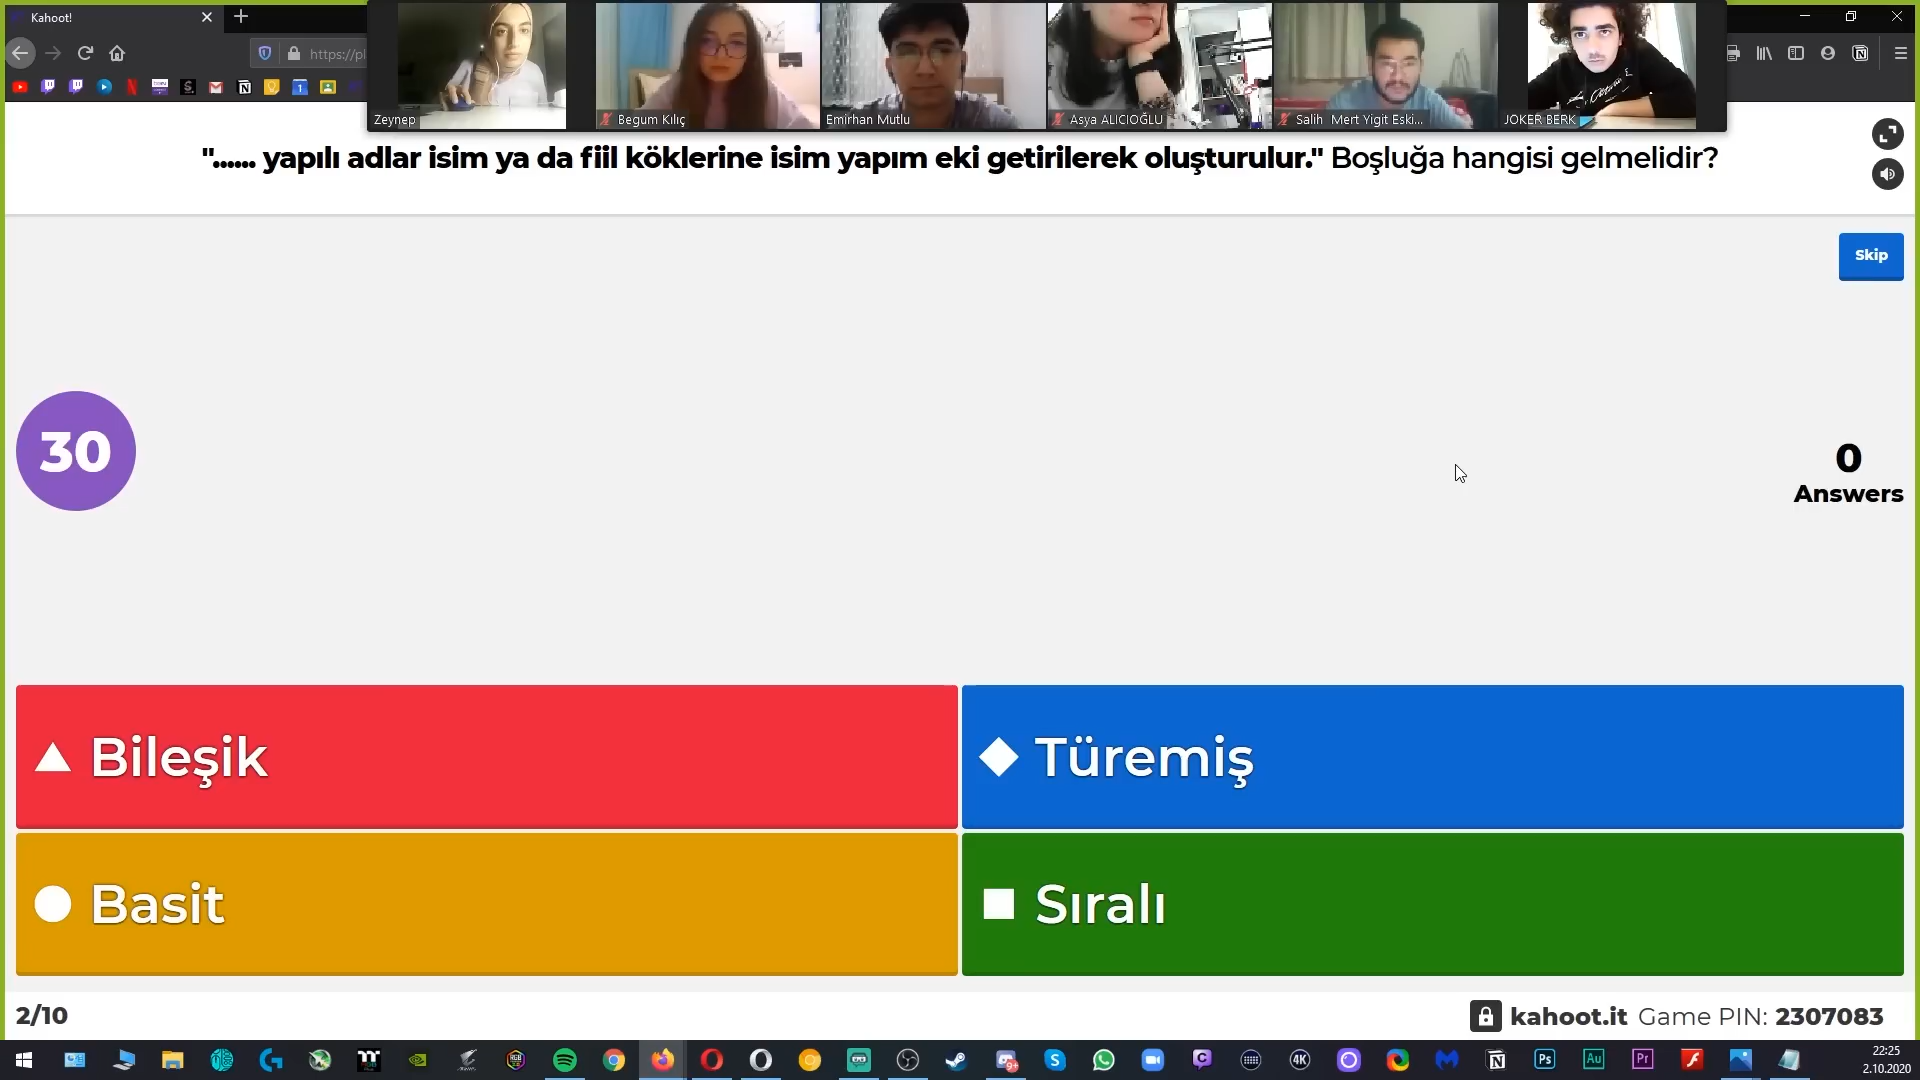 Kahoot!
https://pl
Zeynep
Begum Kılıç
Emirhan Mutlu
Asya ALICIOĞLU
Salih Mert Yigit Eski...
JOKER BERK
"...... yapılı adlar isim ya da fiil köklerine isim yapım eki getirilerek oluşturulur." Boşluğa hangisi gelmelidir?
Skip
30
0
Answers
Bileşik
Türemiş
Basit
Sıralı
2/10
kahoot.it Game PIN: 2307083
22:25
2.10.2020